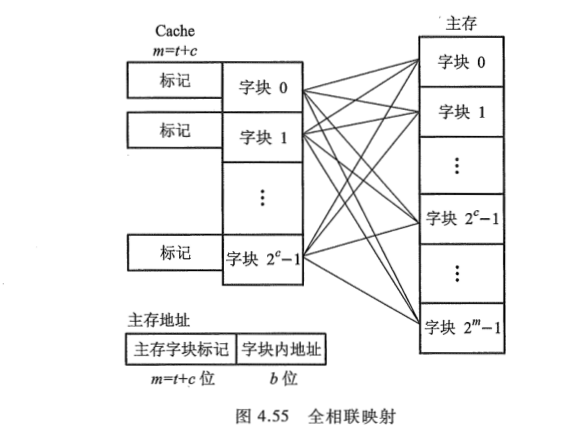 Cache
m=t+c
主存
标记 字块 0
标记 字块 1
⋮
标记 字块 2^c−1
字块 0
字块 1
⋮
字块 2^c−1
⋮
字块 2^m−1
主存地址
主存字块标记 字块内地址
m=t+c 位 b 位
图 4.55 全相联映射